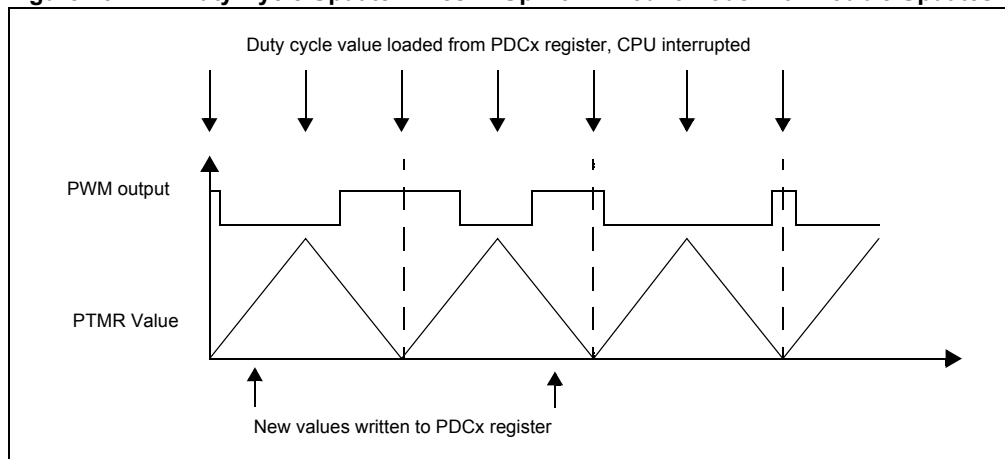 Duty cycle value loaded from PDCx register, CPU interrupted
PWM output
PTMR Value
New values written to PDCx register